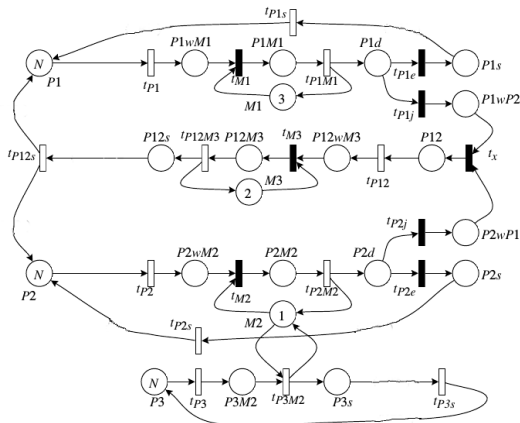 tP1s
P1wM1 P1M1 P1d
N P1s
P1 tP1 tM1 tP1M1 tP1e
M1 3 tP1j P1wP2
P12s tP12M3 P12M3 tM3 P12wM3 P12
tP12s tP12 tx
2 M3
tP2j P2wP1
P2wM2 P2M2 P2d
N P2s
P2 tP2 tM2 tP2M2 tP2e
M2 1
tP2s
N
P3 tP3 P3M2 tP3M2 P3s tP3s